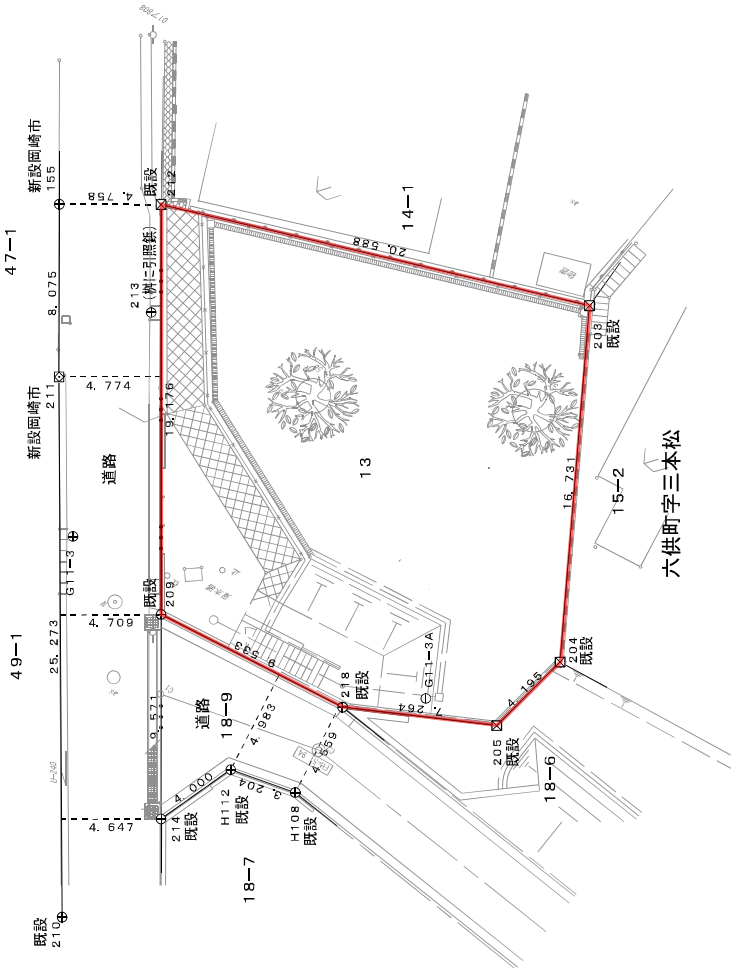 47-1
新設岡崎市
155
4.758
既設
212
14-1
20.588
213
(桝に引照鋲)
8.075
211
新設岡崎市
4.774
19.176
203
既設
道路
13
16.731
15-2
六供町字三本松
G11-3
既設
209
4.709
49-1
25.273
9.533
218
既設
G11-3A
7.264
204
既設
4.195
205
既設
道路
18-9
9.571
4.983
4.559
18-6
4.000
3.204
H112
既設
H108
既設
214
既設
4.647
18-7
U-240
既設
210